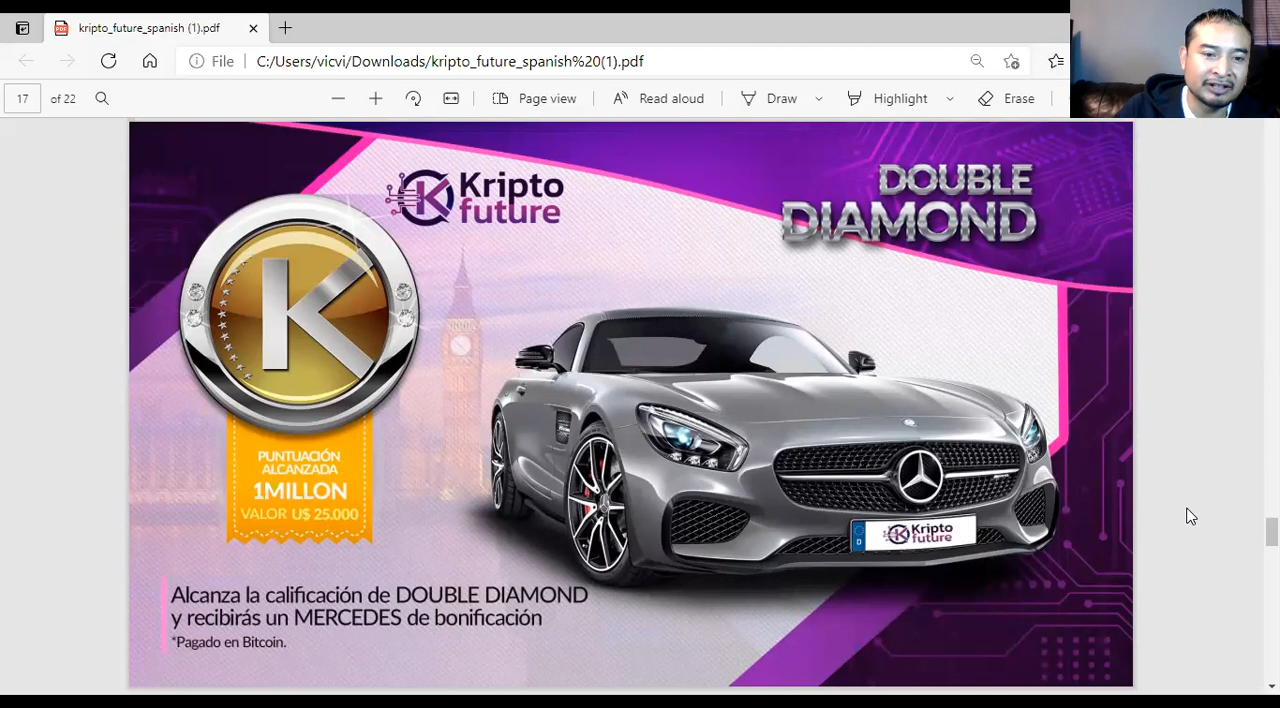 kripto_future_spanish (1).pdf
File
C:/Users/vicvi/Downloads/kripto_future_spanish%20(1).pdf
17 of 22
Page view
Read aloud
Draw
Highlight
Erase
Kripto
future
DOUBLE
DIAMOND
K
PUNTUACIÓN
ALCANZADA
1MILLON
VALOR U$ 25.000
D
Kripto
future
Alcanza la calificación de DOUBLE DIAMOND
y recibirás un MERCEDES de bonificación
*Pagado en Bitcoin.